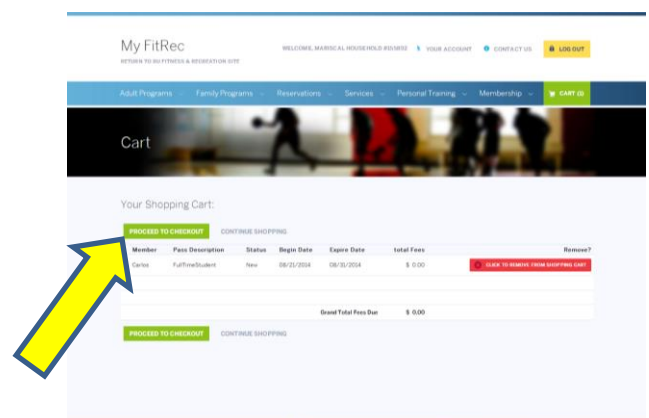 My FitRec
WELCOME, MARISCAL HOUSEHOLD YOUR ACCOUNT CONTACT US LOG OUT
RETURN TO BU FITNESS & RECREATION SITE
Adult Programs Family Programs Reservations Services Personal Training Membership CART (1)
Cart
Your Shopping Cart:
PROCEED TO CHECKOUT CONTINUE SHOPPING
Member Pass Description Status Begin Date Expire Date total Fees Remove?
Carlos FullTimeStudent New 08/21/2014 08/31/2014 $ 0.00 CLICK TO REMOVE FROM SHOPPING CART
Grand Total Fees Due $ 0.00
PROCEED TO CHECKOUT CONTINUE SHOPPING